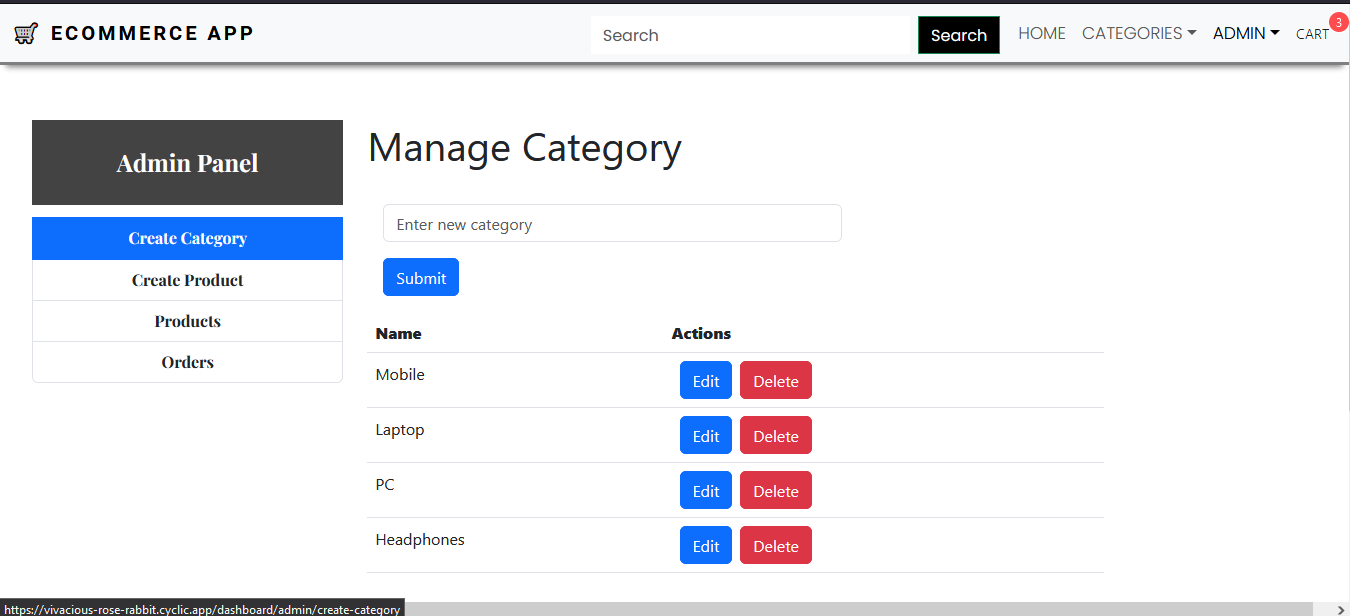 ECOMMERCE APP
Search
Search
HOME
CATEGORIES
ADMIN
CART
3
Admin Panel
Create Category
Create Product
Products
Orders
Manage Category
Enter new category
Submit
Name Actions
Mobile Edit Delete
Laptop Edit Delete
PC Edit Delete
Headphones Edit Delete
https://vivacious-rose-rabbit.cyclic.app/dashboard/admin/create-category